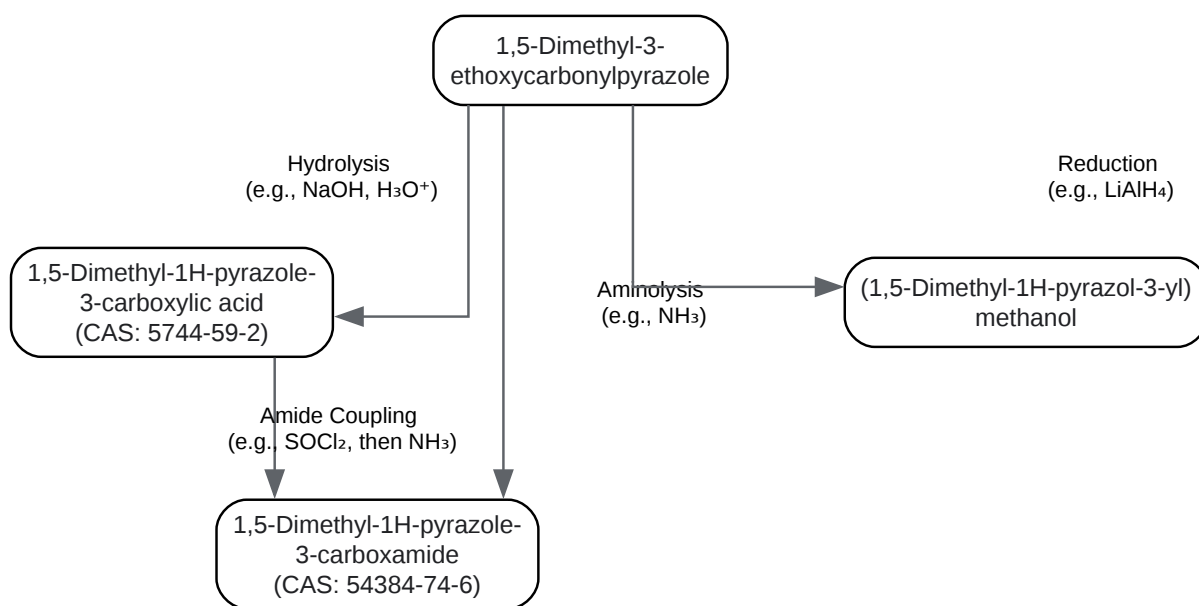 1,5-Dimethyl-3-
ethoxycarbonylpyrazole
Hydrolysis
(e.g., NaOH, H₃O⁺)
Reduction
(e.g., LiAlH₄)
1,5-Dimethyl-1H-pyrazole-
3-carboxylic acid
(CAS: 5744-59-2)
Aminolysis
(e.g., NH₃)
(1,5-Dimethyl-1H-pyrazol-3-yl)
methanol
Amide Coupling
(e.g., SOCl₂, then NH₃)
1,5-Dimethyl-1H-pyrazole-
3-carboxamide
(CAS: 54384-74-6)